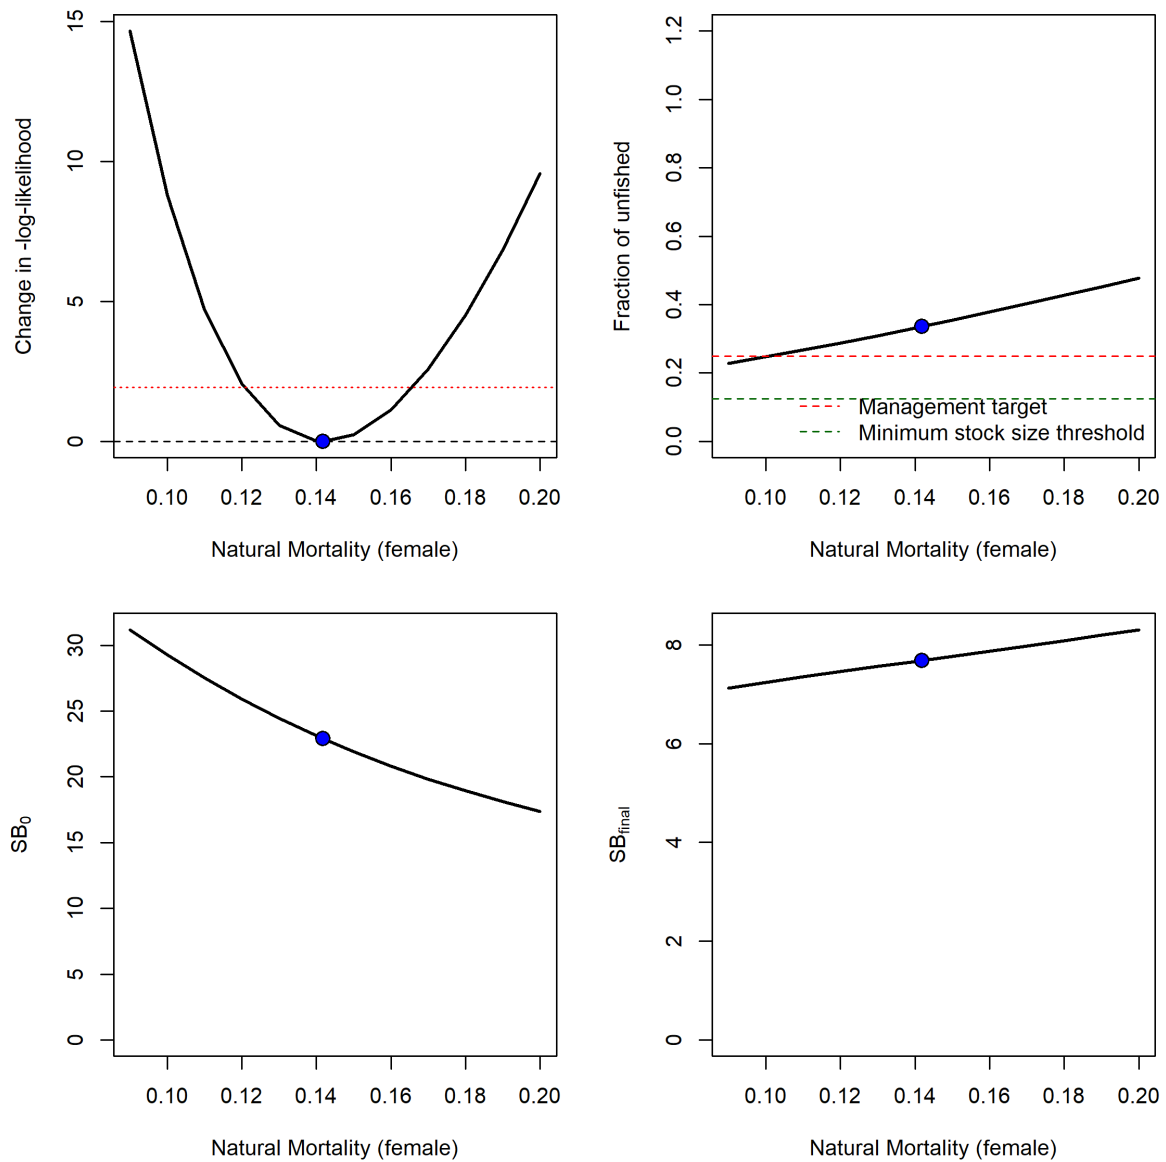 Change in -log-likelihood
15
10
5
0
0.10 0.12 0.14 0.16 0.18 0.20
Natural Mortality (female)
Fraction of unfished
1.2
1.0
0.8
0.6
0.4
0.2
0.0
Management target
Minimum stock size threshold
0.10 0.12 0.14 0.16 0.18 0.20
Natural Mortality (female)
SB0
30
25
20
15
10
5
0
0.10 0.12 0.14 0.16 0.18 0.20
Natural Mortality (female)
SBfinal
8
6
4
2
0
0.10 0.12 0.14 0.16 0.18 0.20
Natural Mortality (female)